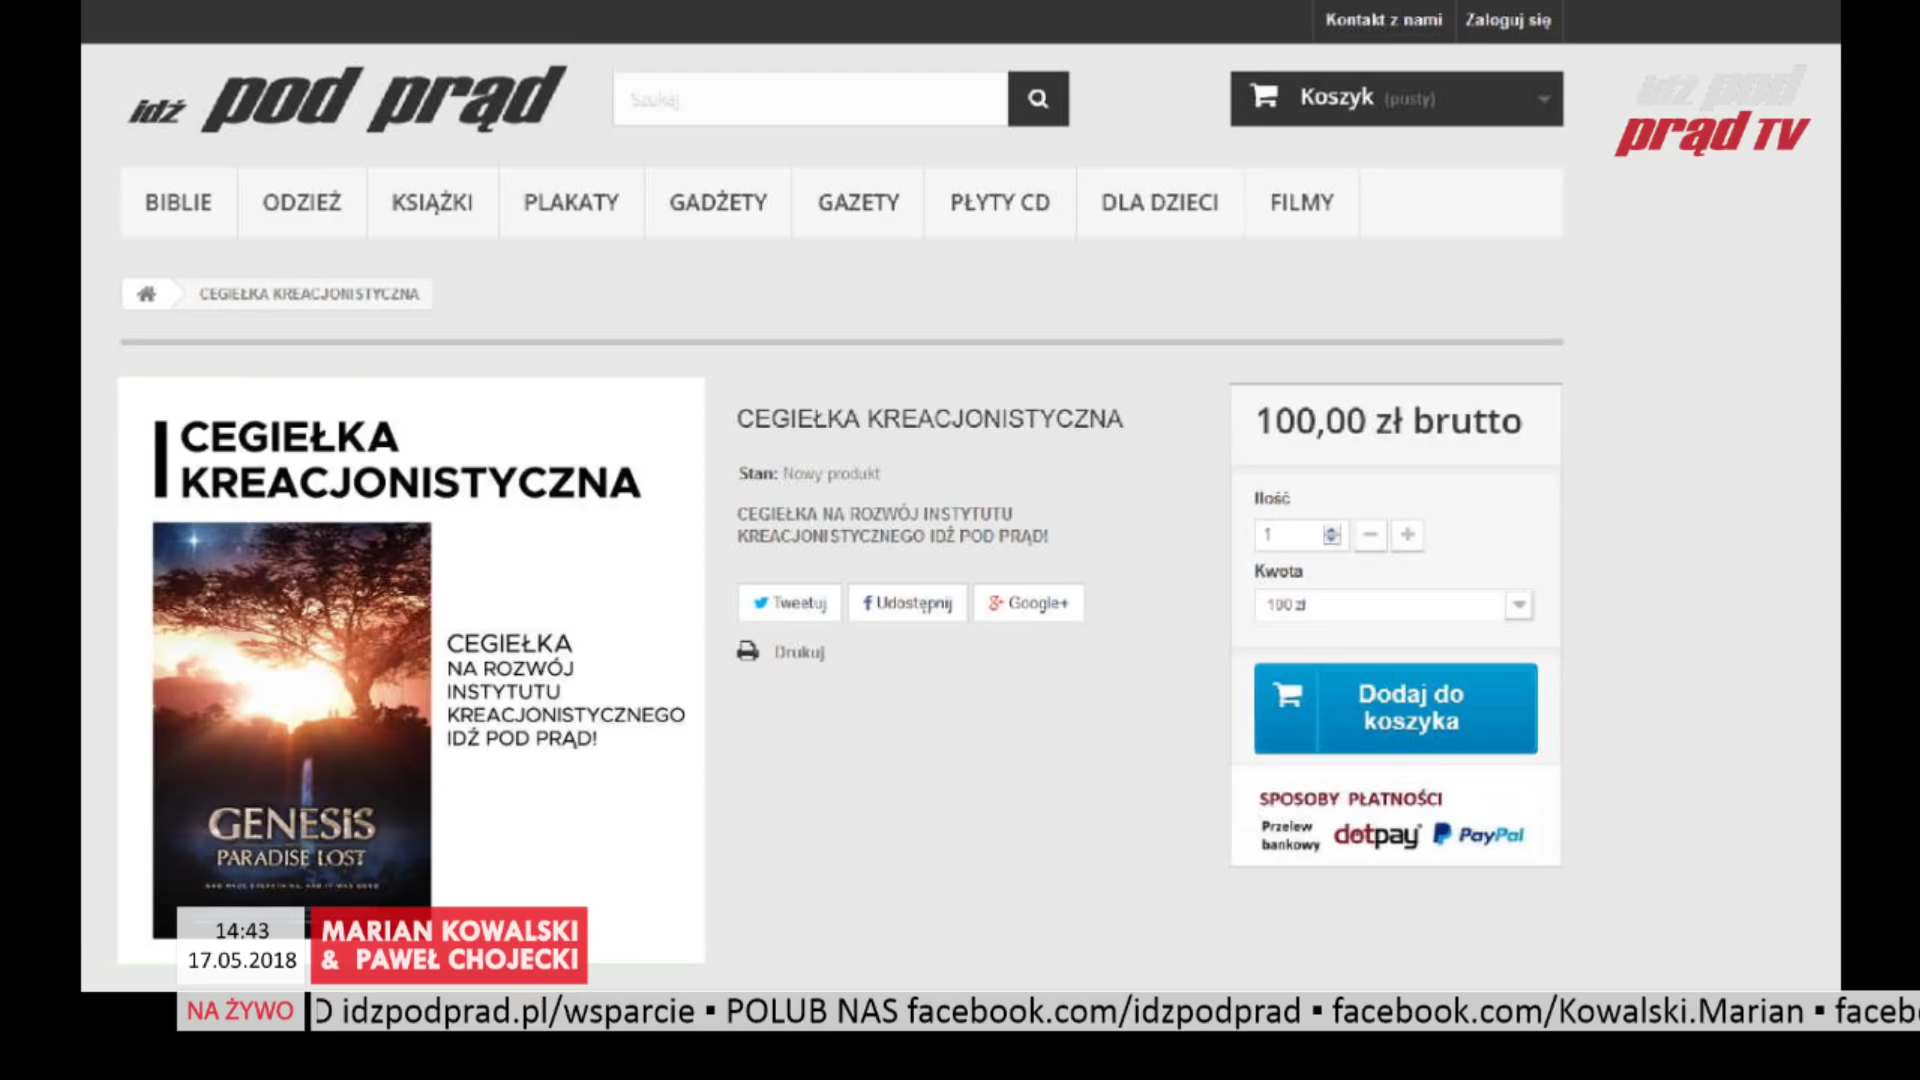 Kontakt z nami
Zaloguj się
idź pod prąd
Szukaj
Koszyk (pusty)
idź pod
prąd TV
BIBLIE
ODZIEŻ
KSIĄŻKI
PLAKATY
GADŻETY
GAZETY
PŁYTY CD
DLA DZIECI
FILMY
CEGIEŁKA KREACJONISTYCZNA
CEGIEŁKA
KREACJONISTYCZNA
CEGIEŁKA
NA ROZWÓJ
INSTYTUTU
KREACJONISTYCZNEGO
IDŹ POD PRĄD!
GENESIS
PARADISE LOST
CEGIEŁKA KREACJONISTYCZNA
Stan: Nowy produkt
CEGIEŁKA NA ROZWÓJ INSTYTUTU
KREACJONISTYCZNEGO IDŹ POD PRĄD!
Tweetuj
Udostępnij
Google+
Drukuj
100,00 zł brutto
Ilość
1
Kwota
100 zł
Dodaj do
koszyka
SPOSOBY PŁATNOŚCI
Przelew
bankowy
dotpay
PayPal
14:43
17.05.2018
MARIAN KOWALSKI
& PAWEŁ CHOJECKI
NA ŻYWO
D idzpodprad.pl/wsparcie ▪ POLUB NAS facebook.com/idzpodprad ▪ facebook.com/Kowalski.Marian ▪ faceb